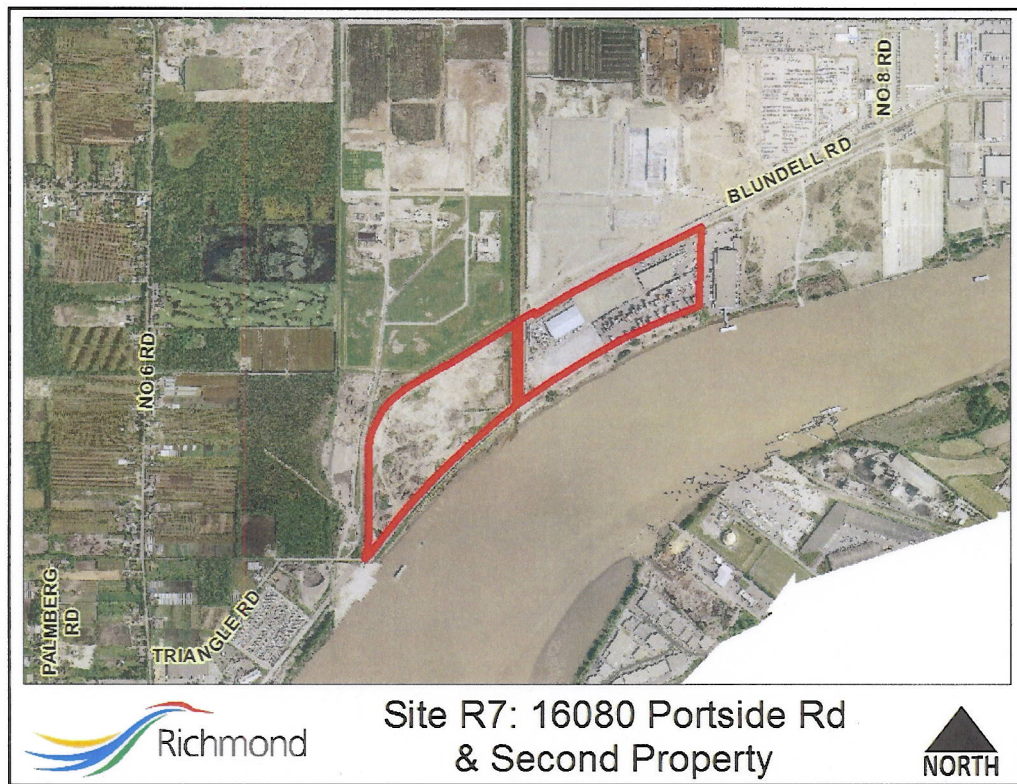 NO 8 RD
BLUNDELL RD
NO 6 RD
PALMBERG
RD
TRIANGLE RD
Richmond
Site R7: 16080 Portside Rd
& Second Property
NORTH